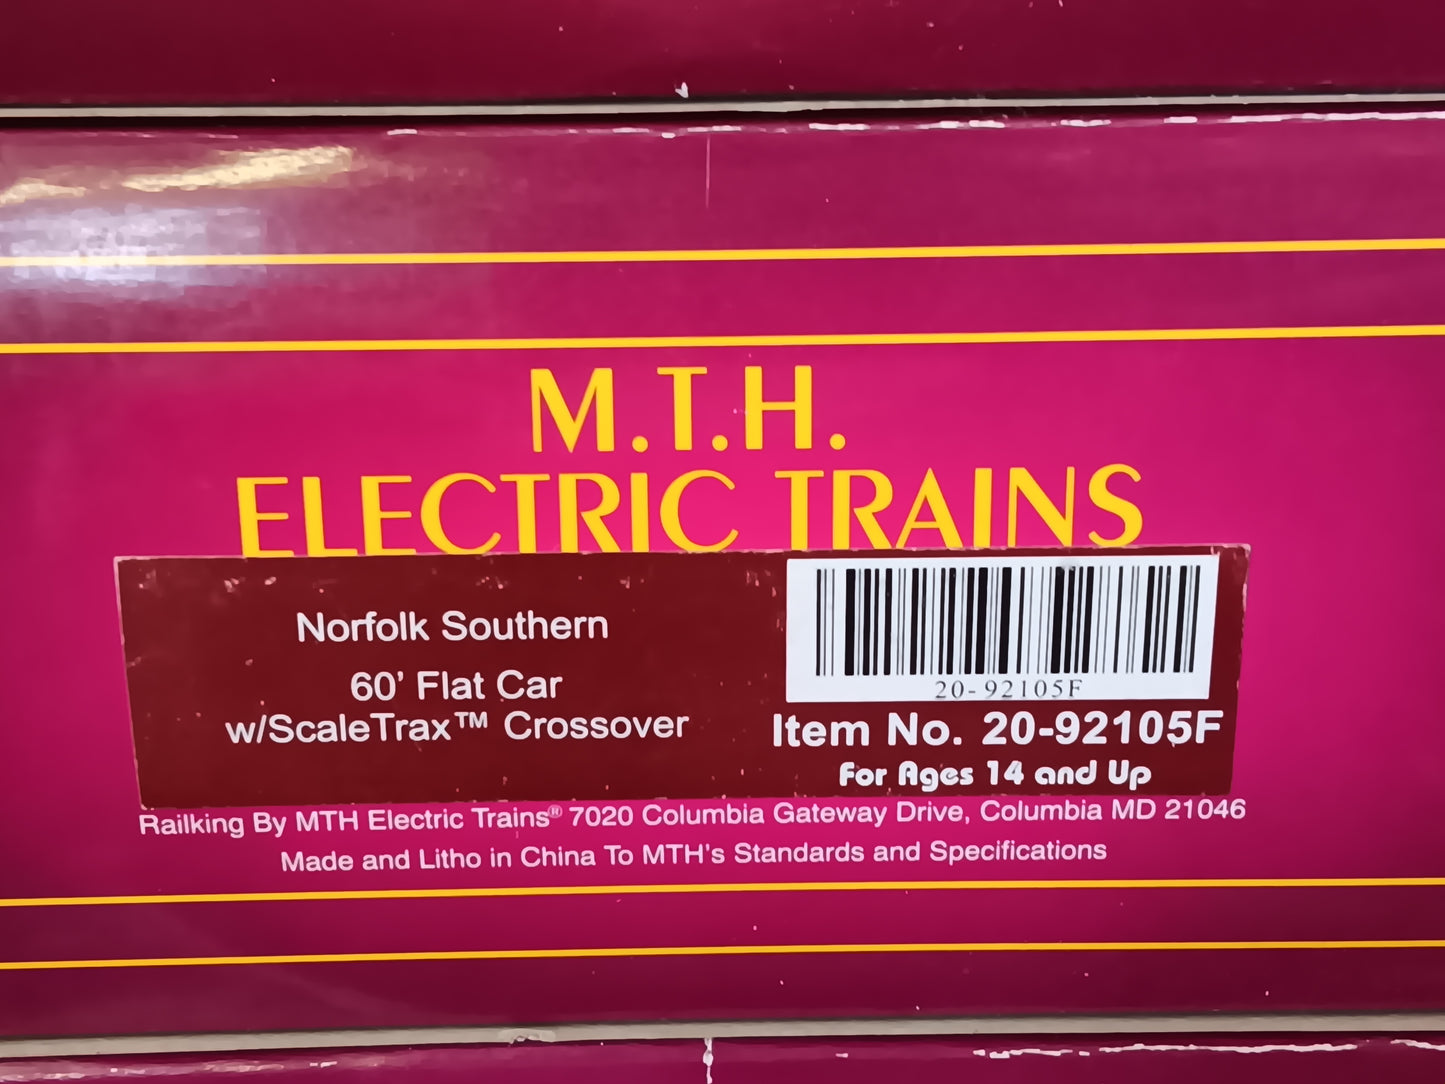 M.T.H.
ELECTRIC TRAINS
Norfolk Southern
60' Flat Car
w/ScaleTrax™ Crossover
20-92105F
Item No. 20-92105F
For Ages 14 and Up
Railking By MTH Electric Trains® 7020 Columbia Gateway Drive, Columbia MD 21046
Made and Litho in China To MTH's Standards and Specifications